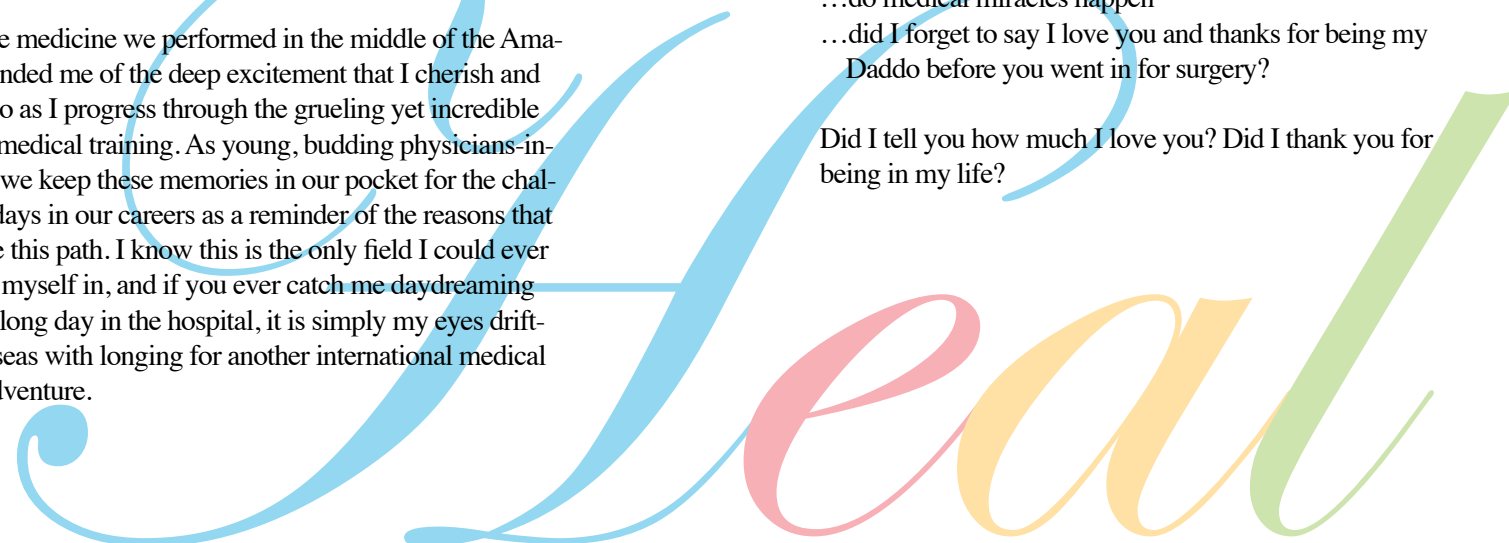 e medicine we performed in the middle of the Ama-
nded me of the deep excitement that I cherish and
o as I progress through the grueling yet incredible
medical training. As young, budding physicians-in-
we keep these memories in our pocket for the chal-
days in our careers as a reminder of the reasons that
e this path. I know this is the only field I could ever
myself in, and if you ever catch me daydreaming
long day in the hospital, it is simply my eyes drift-
seas with longing for another international medical
dventure.
…do medical miracles happen
…did I forget to say I love you and thanks for being my
Daddo before you went in for surgery?
Did I tell you how much I love you? Did I thank you for
being in my life?
Heal